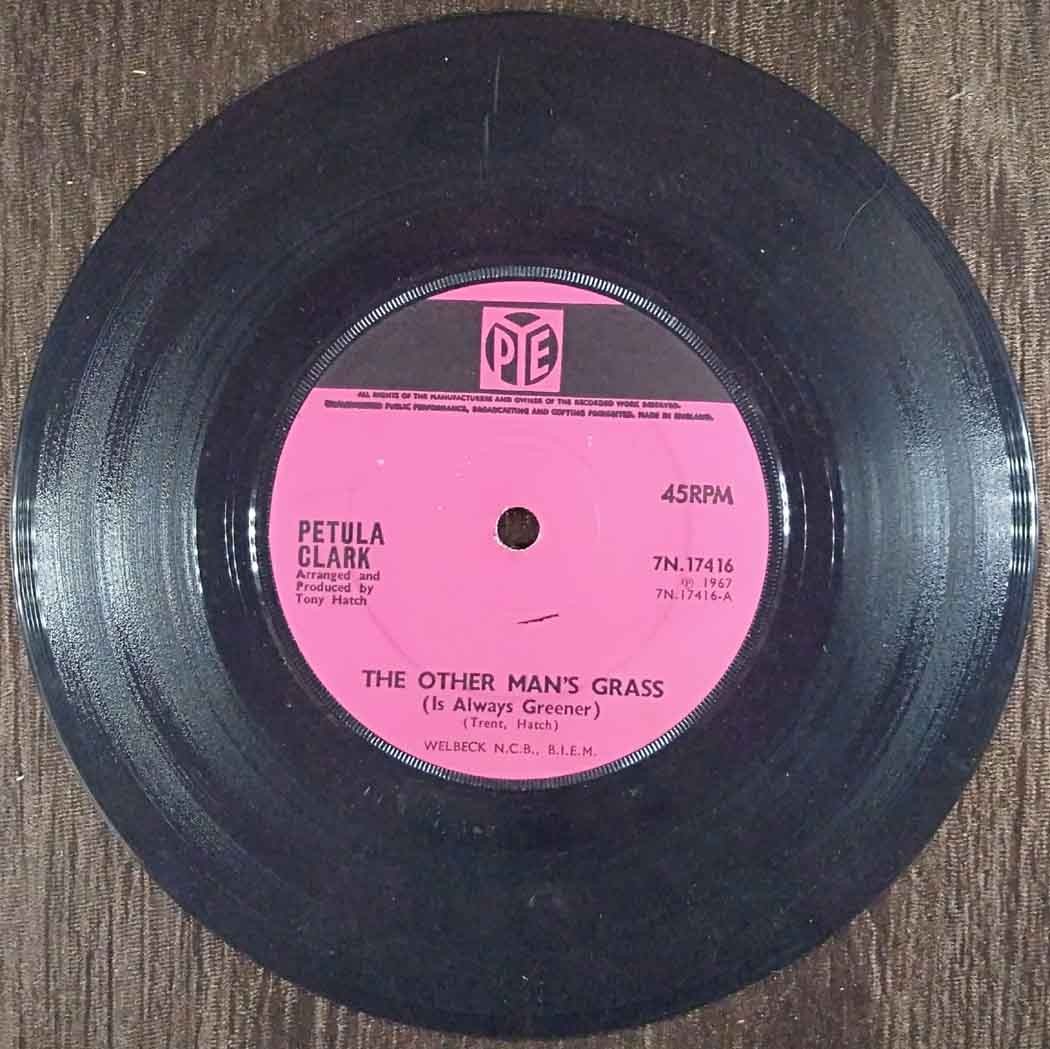 PYE
ALL RIGHTS OF THE MANUFACTURERS AND OWNER OF THE RECORDED WORK RESERVED.
UNAUTHORISED PUBLIC PERFORMANCE, BROADCASTING AND COPYING PROHIBITED. MADE IN ENGLAND.
45RPM
PETULA
CLARK
Arranged and
Produced by
Tony Hatch
7N.17416
℗ 1967
7N.17416-A
THE OTHER MAN'S GRASS
(Is Always Greener)
(Trent, Hatch)
WELBECK N.C.B., B.I.E.M.